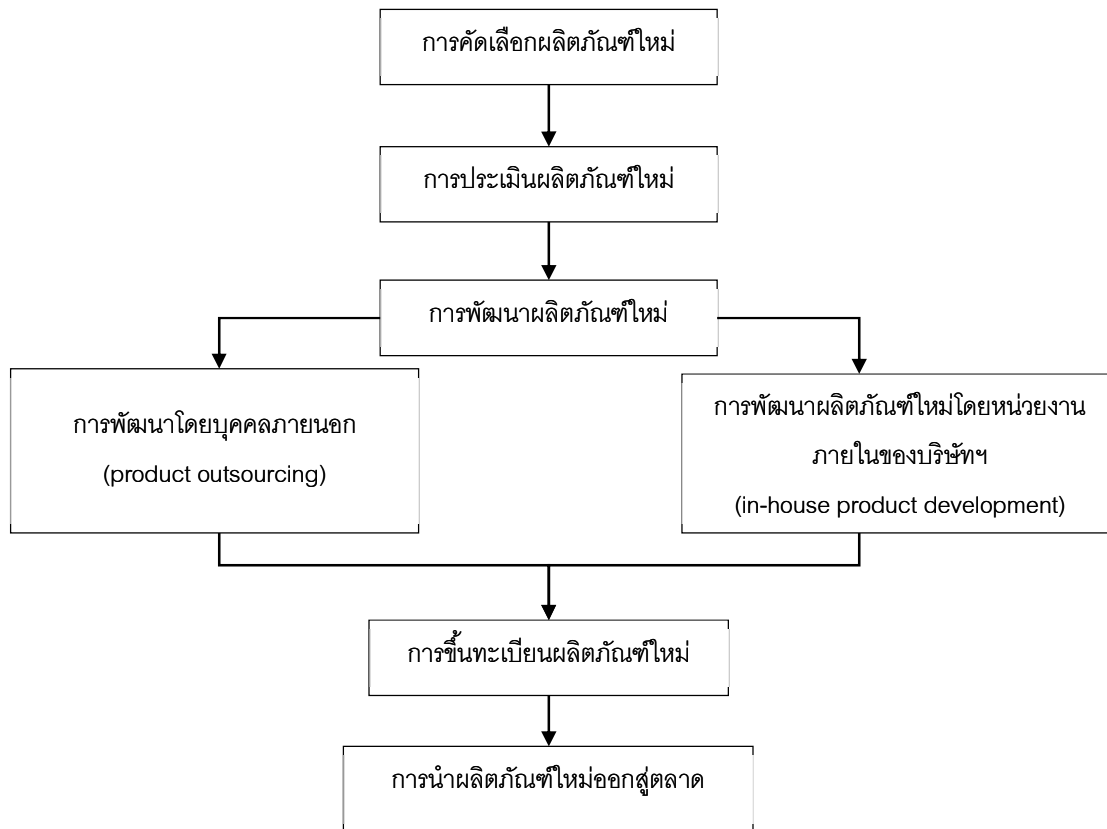 การคัดเลือกผลิตภัณฑ์ใหม่
การประเมินผลิตภัณฑ์ใหม่
การพัฒนาผลิตภัณฑ์ใหม่
การพัฒนาโดยบุคคลภายนอก
(product outsourcing)
การพัฒนาผลิตภัณฑ์ใหม่โดยหน่วยงาน
ภายในของบริษัทฯ
(in-house product development)
การขึ้นทะเบียนผลิตภัณฑ์ใหม่
การนำผลิตภัณฑ์ใหม่ออกสู่ตลาด